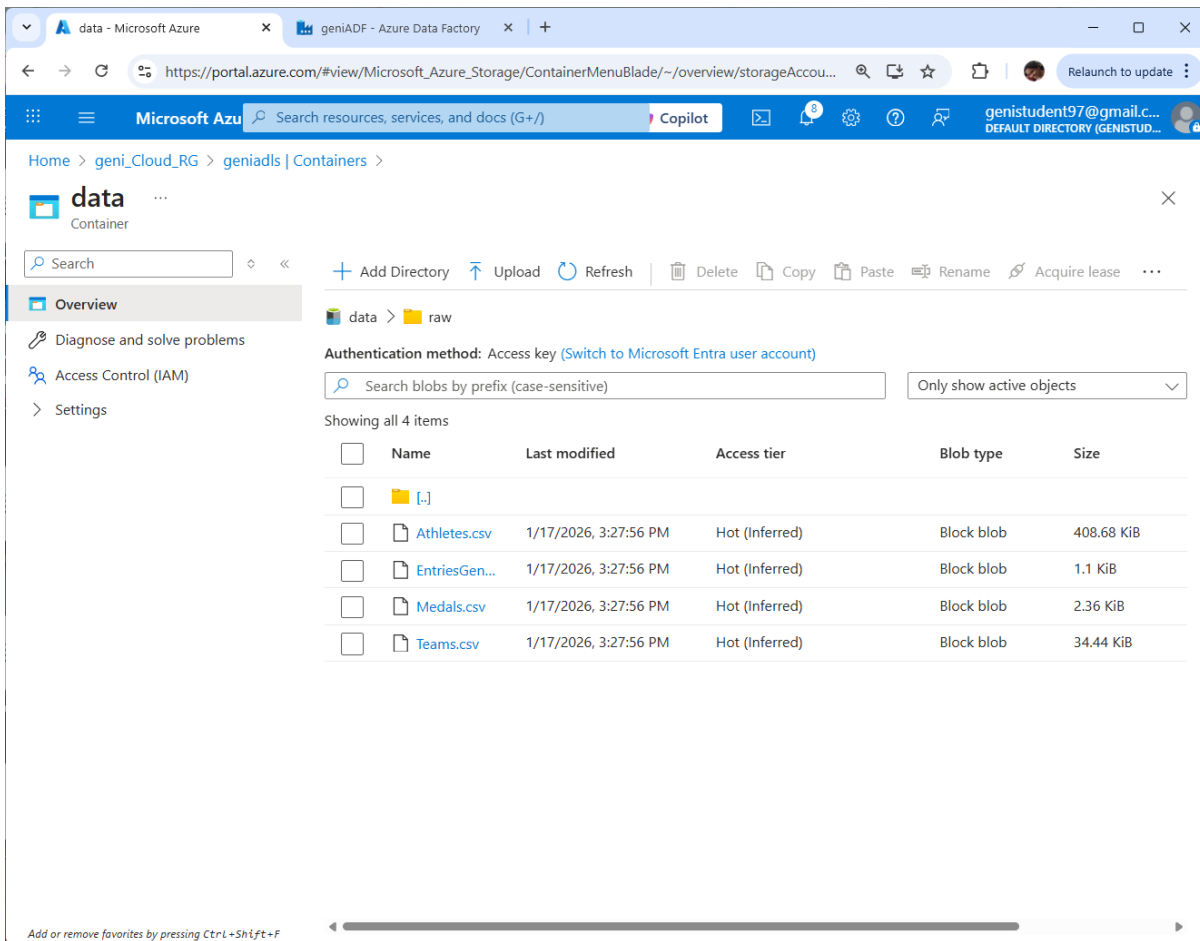 data - Microsoft Azure
geniADF - Azure Data Factory
https://portal.azure.com/#view/Microsoft_Azure_Storage/ContainerMenuBlade/~/overview/storageAccou...
Relaunch to update
Microsoft Azu
Search resources, services, and docs (G+/)
Copilot
8
genistudent97@gmail.c...
DEFAULT DIRECTORY (GENISTUD...
Home > geni_Cloud_RG > geniadls | Containers >
data ...
Container
Search
Add Directory Upload Refresh Delete Copy Paste Rename Acquire lease ...
Overview
Diagnose and solve problems
Access Control (IAM)
Settings
data > raw
Authentication method: Access key (Switch to Microsoft Entra user account)
Search blobs by prefix (case-sensitive)
Only show active objects
Showing all 4 items
Name Last modified Access tier Blob type Size
[..]
Athletes.csv 1/17/2026, 3:27:56 PM Hot (Inferred) Block blob 408.68 KiB
EntriesGen... 1/17/2026, 3:27:56 PM Hot (Inferred) Block blob 1.1 KiB
Medals.csv 1/17/2026, 3:27:56 PM Hot (Inferred) Block blob 2.36 KiB
Teams.csv 1/17/2026, 3:27:56 PM Hot (Inferred) Block blob 34.44 KiB
Add or remove favorites by pressing Ctrl+Shift+F